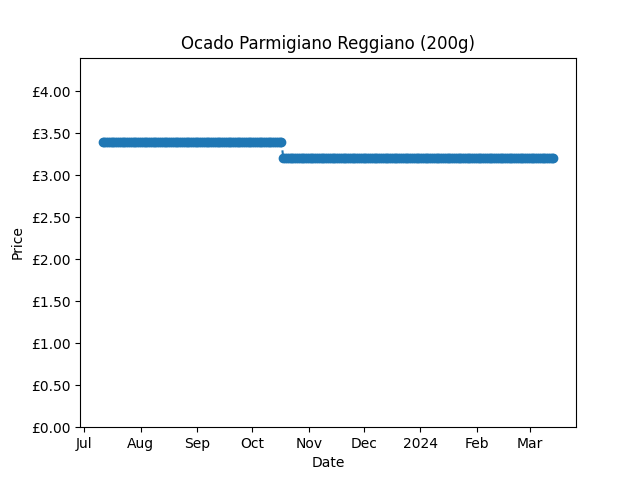 Ocado Parmigiano Reggiano (200g)
£4.00
£3.50
£3.00
£2.50
£2.00
£1.50
£1.00
£0.50
£0.00
Price
Jul Aug Sep Oct Nov Dec 2024 Feb Mar
Date